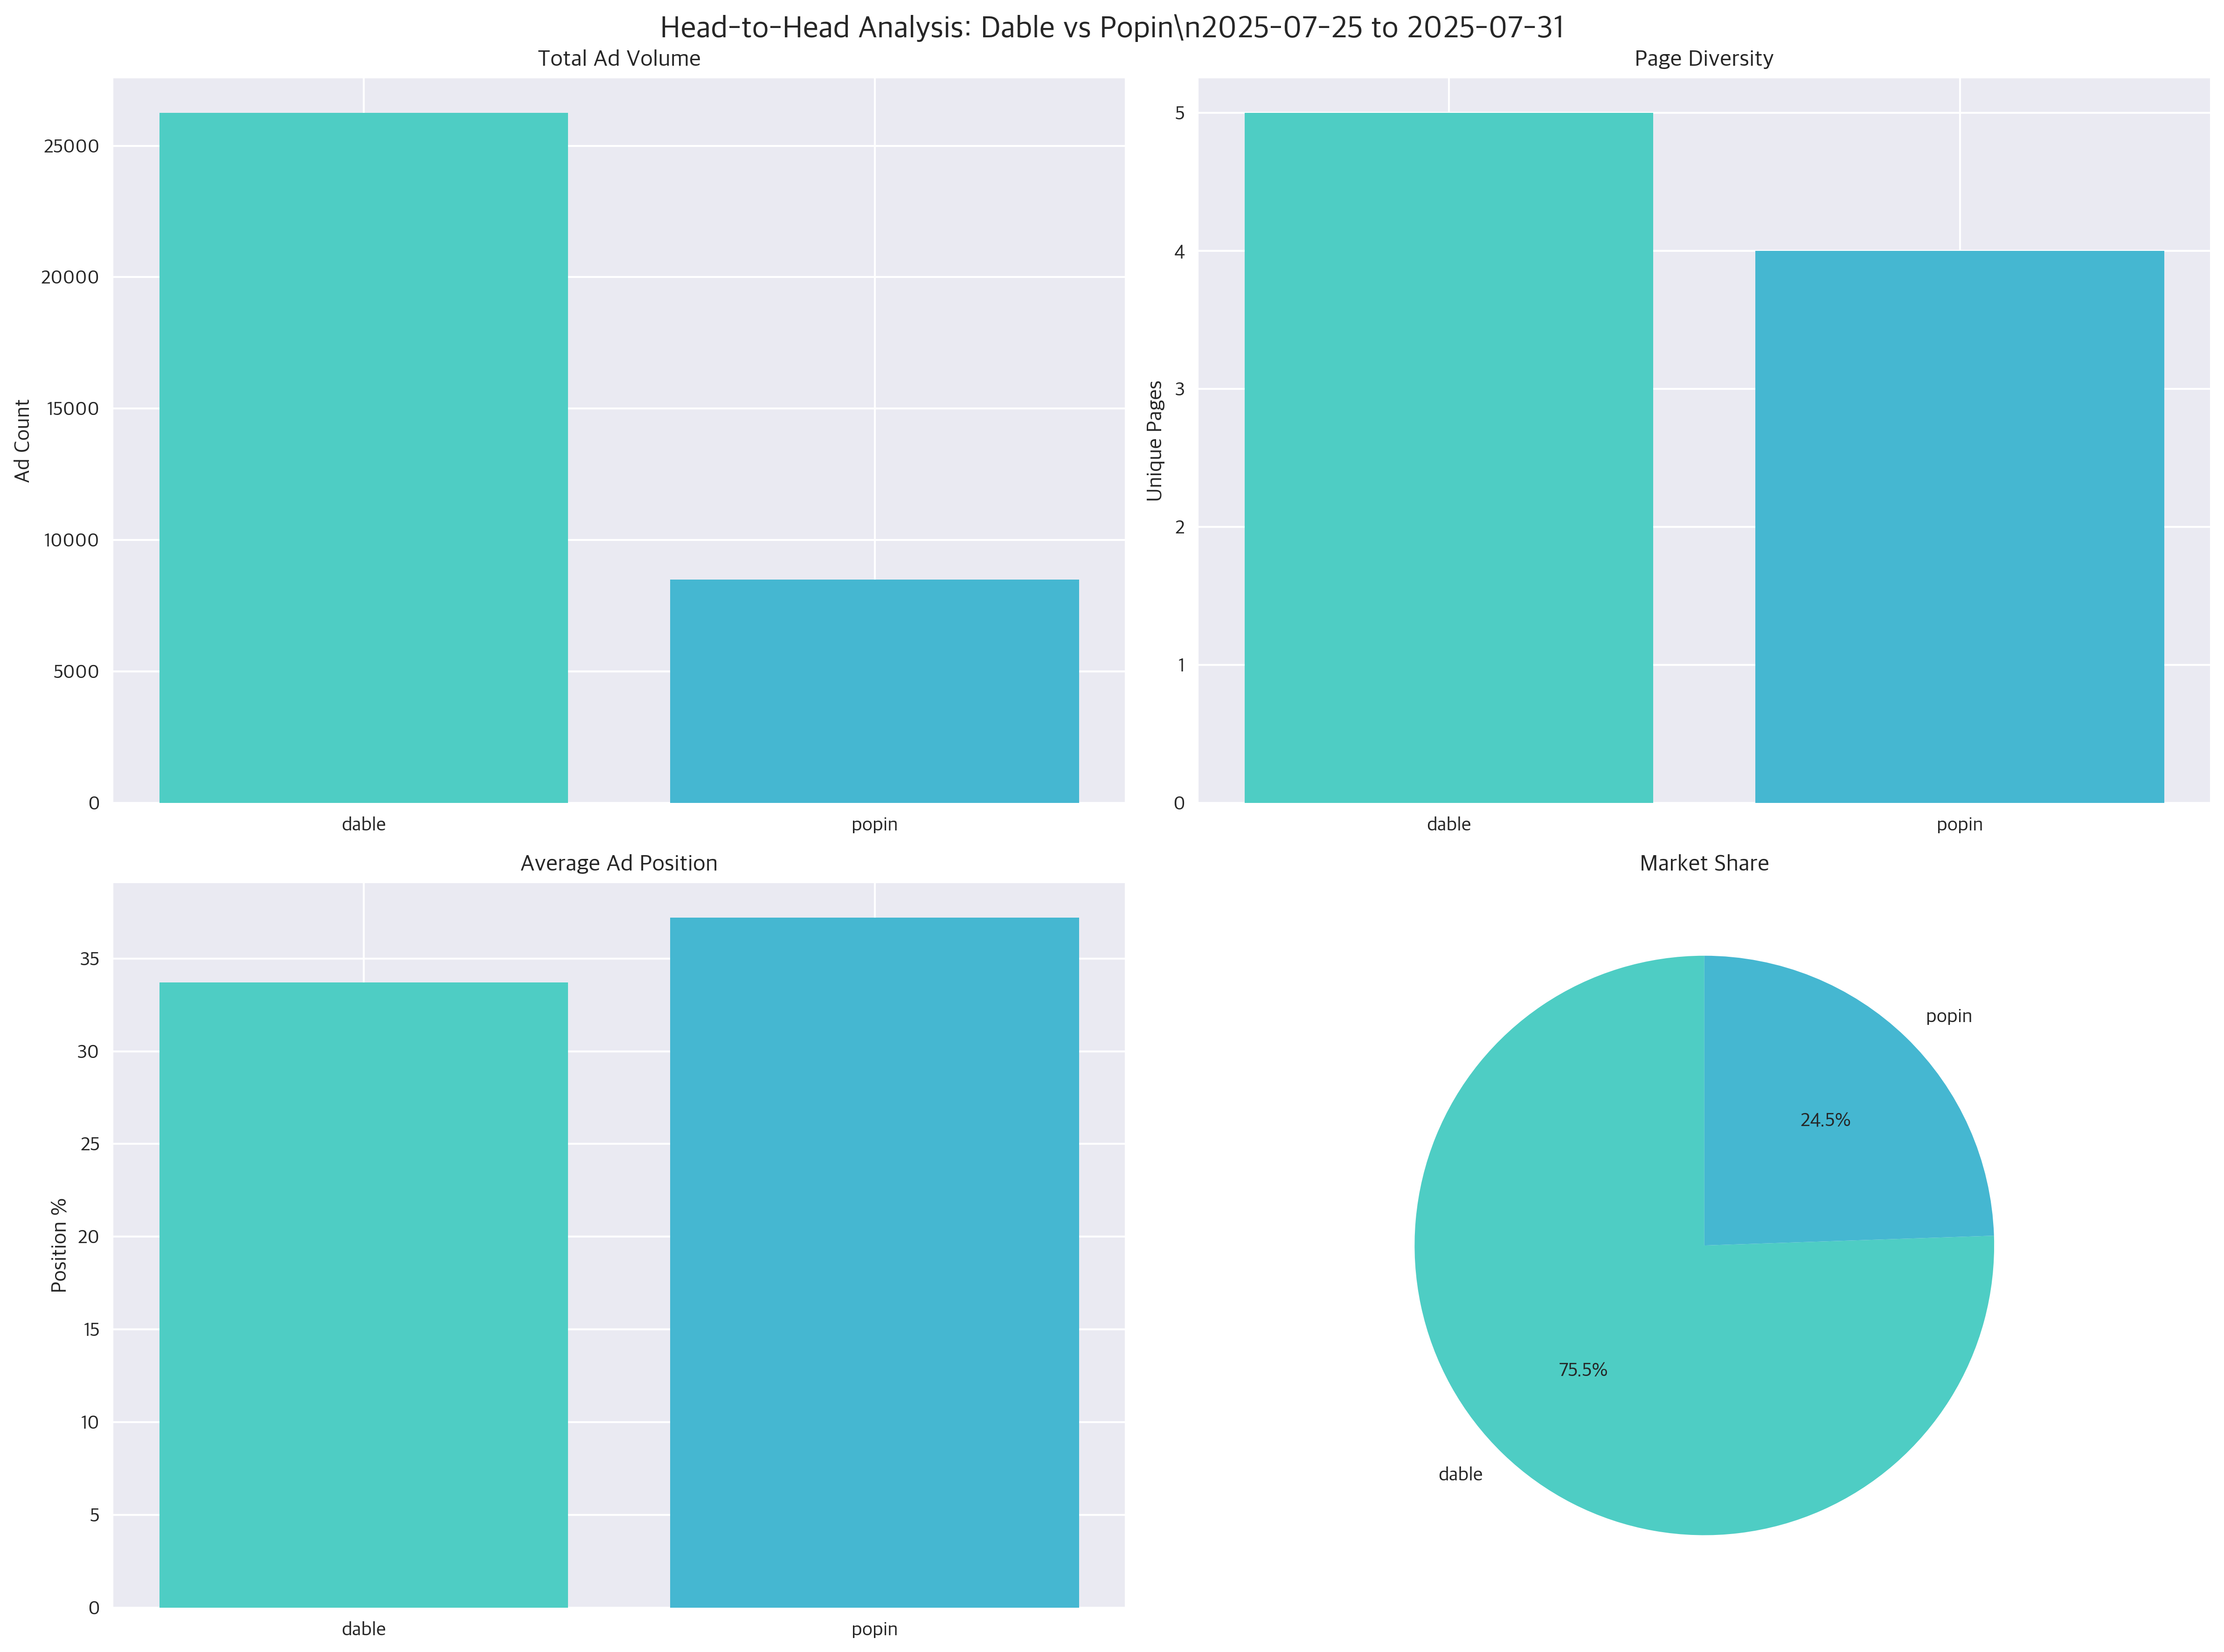 Head-to-Head Analysis: Dable vs Popin\n2025-07-25 to 2025-07-31
Total Ad Volume
Ad Count
25000
20000
15000
10000
5000
0
dable
popin
Page Diversity
Unique Pages
5
4
3
2
1
0
dable
popin
Average Ad Position
Position %
35
30
25
20
15
10
5
0
dable
popin
Market Share
popin
24.5%
75.5%
dable